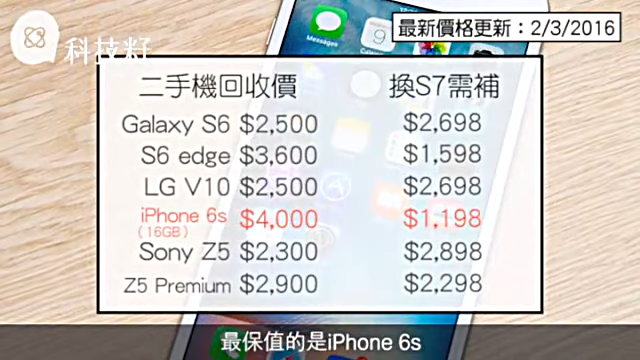 科技籽
最新價格更新：2/3/2016
二手機回收價 換S7需補
Galaxy S6 $2,500 $2,698
S6 edge $3,600 $1,598
LG V10 $2,500 $2,698
iPhone 6s $4,000 $1,198
(16GB)
Sony Z5 $2,300 $2,898
Z5 Premium $2,900 $2,298
最保值的是iPhone 6s
Messages